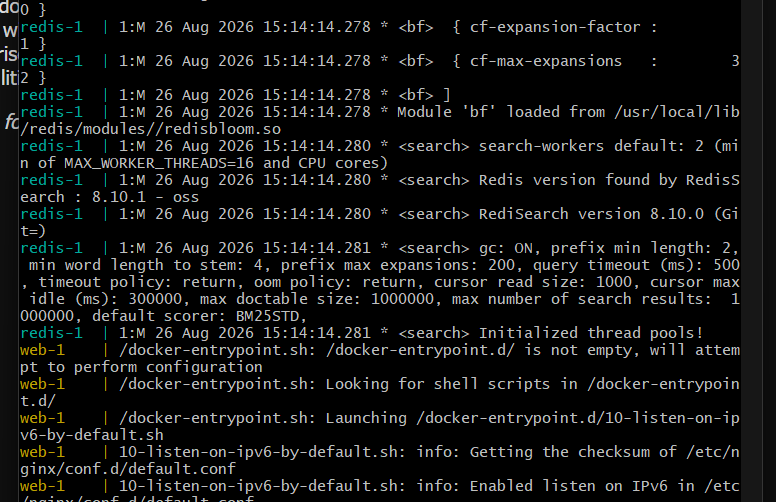 do
w
ris
lit
fo
0 }
redis-1  | 1:M 26 Aug 2026 15:14:14.278 * <bf>  { cf-expansion-factor :
1 }
redis-1  | 1:M 26 Aug 2026 15:14:14.278 * <bf>  { cf-max-expansions   :        3
2 }
redis-1  | 1:M 26 Aug 2026 15:14:14.278 * <bf> ]
redis-1  | 1:M 26 Aug 2026 15:14:14.278 * Module 'bf' loaded from /usr/local/lib
/redis/modules//redisbloom.so
redis-1  | 1:M 26 Aug 2026 15:14:14.280 * <search> search-workers default: 2 (mi
n of MAX_WORKER_THREADS=16 and CPU cores)
redis-1  | 1:M 26 Aug 2026 15:14:14.280 * <search> Redis version found by RedisS
earch : 8.10.1 - oss
redis-1  | 1:M 26 Aug 2026 15:14:14.280 * <search> RediSearch version 8.10.0 (Gi
t=)
redis-1  | 1:M 26 Aug 2026 15:14:14.281 * <search> gc: ON, prefix min length: 2,
 min word length to stem: 4, prefix max expansions: 200, query timeout (ms): 500
, timeout policy: return, oom policy: return, cursor read size: 1000, cursor max
 idle (ms): 300000, max doctable size: 1000000, max number of search results:  1
000000, default scorer: BM25STD,
redis-1  | 1:M 26 Aug 2026 15:14:14.281 * <search> Initialized thread pools!
web-1    | /docker-entrypoint.sh: /docker-entrypoint.d/ is not empty, will attem
pt to perform configuration
web-1    | /docker-entrypoint.sh: Looking for shell scripts in /docker-entrypoin
t.d/
web-1    | /docker-entrypoint.sh: Launching /docker-entrypoint.d/10-listen-on-ip
v6-by-default.sh
web-1    | 10-listen-on-ipv6-by-default.sh: info: Getting the checksum of /etc/n
ginx/conf.d/default.conf
web-1    | 10-listen-on-ipv6-by-default.sh: info: Enabled listen on IPv6 in /etc
/nginx/conf.d/default.conf